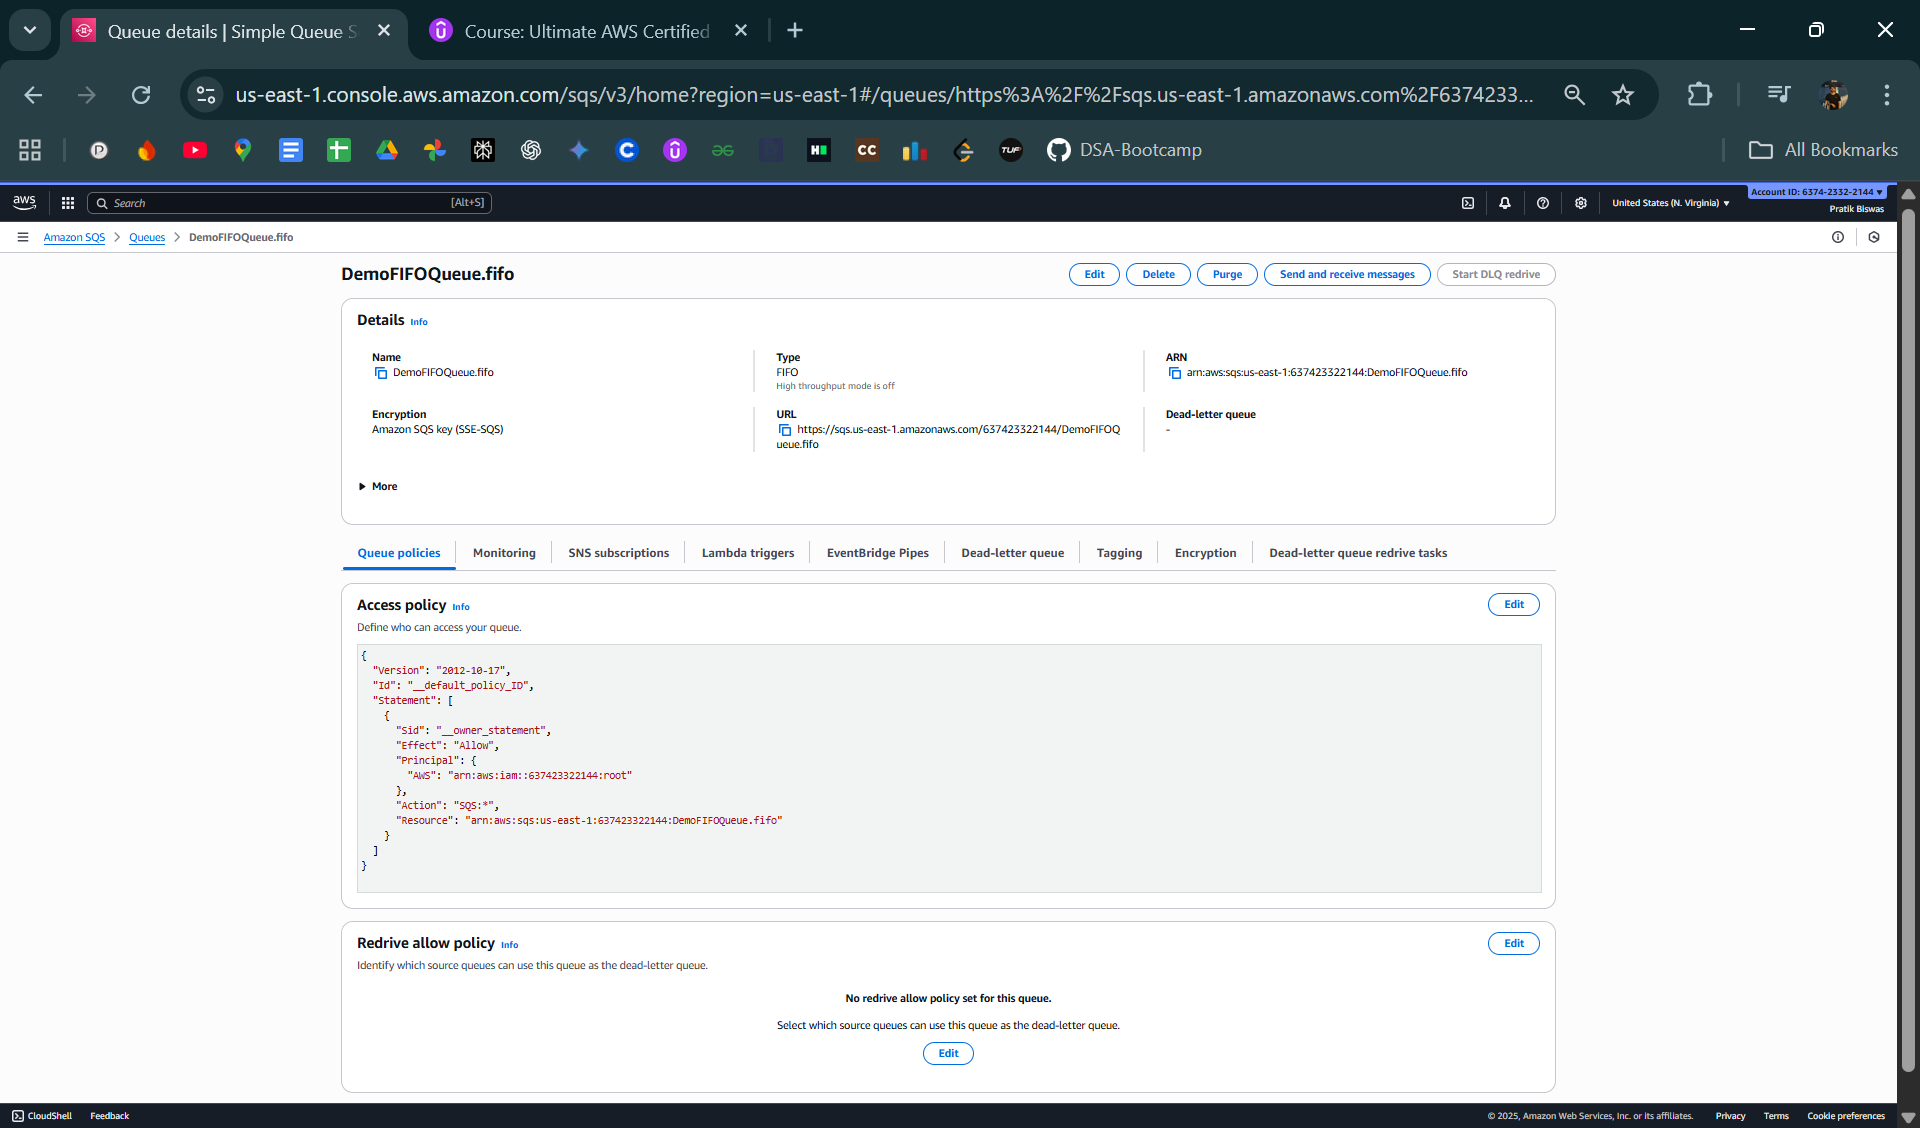 Queue details | Simple Queue S
Course: Ultimate AWS Certified
us-east-1.console.aws.amazon.com/sqs/v3/home?region=us-east-1#/queues/https%3A%2F%2Fsqs.us-east-1.amazonaws.com%2F6374233...
DSA-Bootcamp
All Bookmarks
aws
Search
[Alt+S]
United States (N. Virginia)
Account ID: 6374-2332-2144
Pratik Biswas
Amazon SQS
Queues
DemoFIFOQueue.fifo
DemoFIFOQueue.fifo
Edit
Delete
Purge
Send and receive messages
Start DLQ redrive
Details Info
Name
DemoFIFOQueue.fifo
Type
FIFO
High throughput mode is off
ARN
arn:aws:sqs:us-east-1:637423322144:DemoFIFOQueue.fifo
Encryption
Amazon SQS key (SSE-SQS)
URL
https://sqs.us-east-1.amazonaws.com/637423322144/DemoFIFOQ
ueue.fifo
Dead-letter queue
-
More
Queue policies
Monitoring
SNS subscriptions
Lambda triggers
EventBridge Pipes
Dead-letter queue
Tagging
Encryption
Dead-letter queue redrive tasks
Access policy Info
Edit
Define who can access your queue.
{
"Version": "2012-10-17",
"Id": "__default_policy_ID",
"Statement": [
{
"Sid": "__owner_statement",
"Effect": "Allow",
"Principal": {
"AWS": "arn:aws:iam::637423322144:root"
},
"Action": "SQS:*",
"Resource": "arn:aws:sqs:us-east-1:637423322144:DemoFIFOQueue.fifo"
}
]
}
Redrive allow policy Info
Edit
Identify which source queues can use this queue as the dead-letter queue.
No redrive allow policy set for this queue.
Select which source queues can use this queue as the dead-letter queue.
Edit
CloudShell
Feedback
© 2025, Amazon Web Services, Inc. or its affiliates.
Privacy
Terms
Cookie preferences